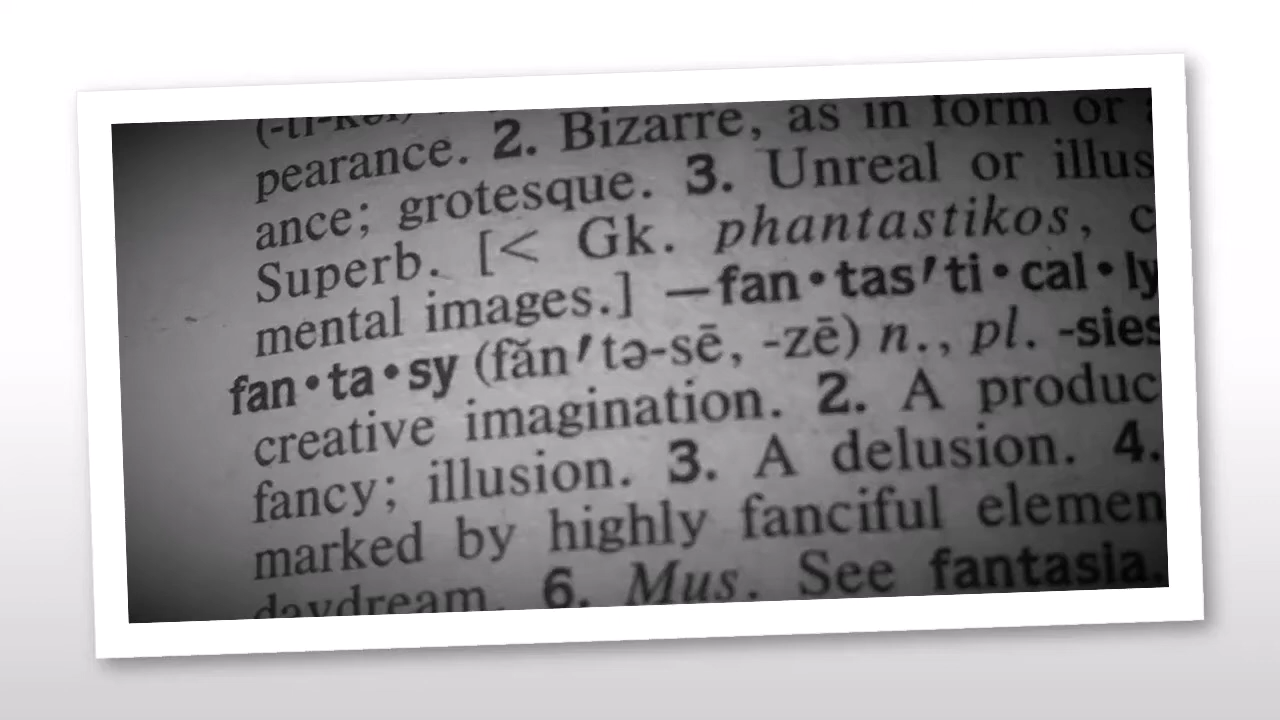 pearance. 2. Bizarre, as in form or
ance; grotesque. 3. Unreal or illus
Superb. [< Gk. phantastikos, c
mental images.] —fan•tas′ti•cal•ly
fan•ta•sy (făn′tə-sē, -zē) n., pl. -sies
creative imagination. 2. A produc
fancy; illusion. 3. A delusion. 4.
marked by highly fanciful elemen
daydream. 6. Mus. See fantasia.